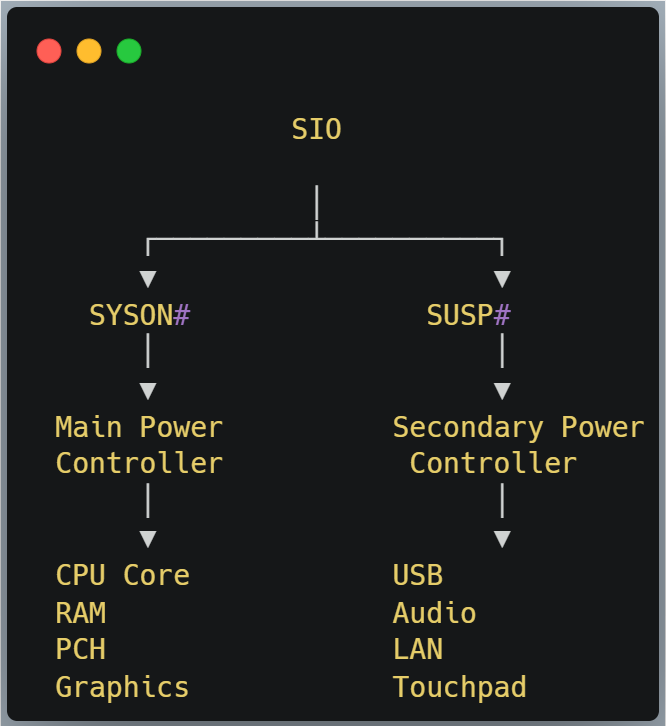 SIO
SYSON# SUSP#
Main Power Secondary Power
Controller Controller
CPU Core USB
RAM Audio
PCH LAN
Graphics Touchpad